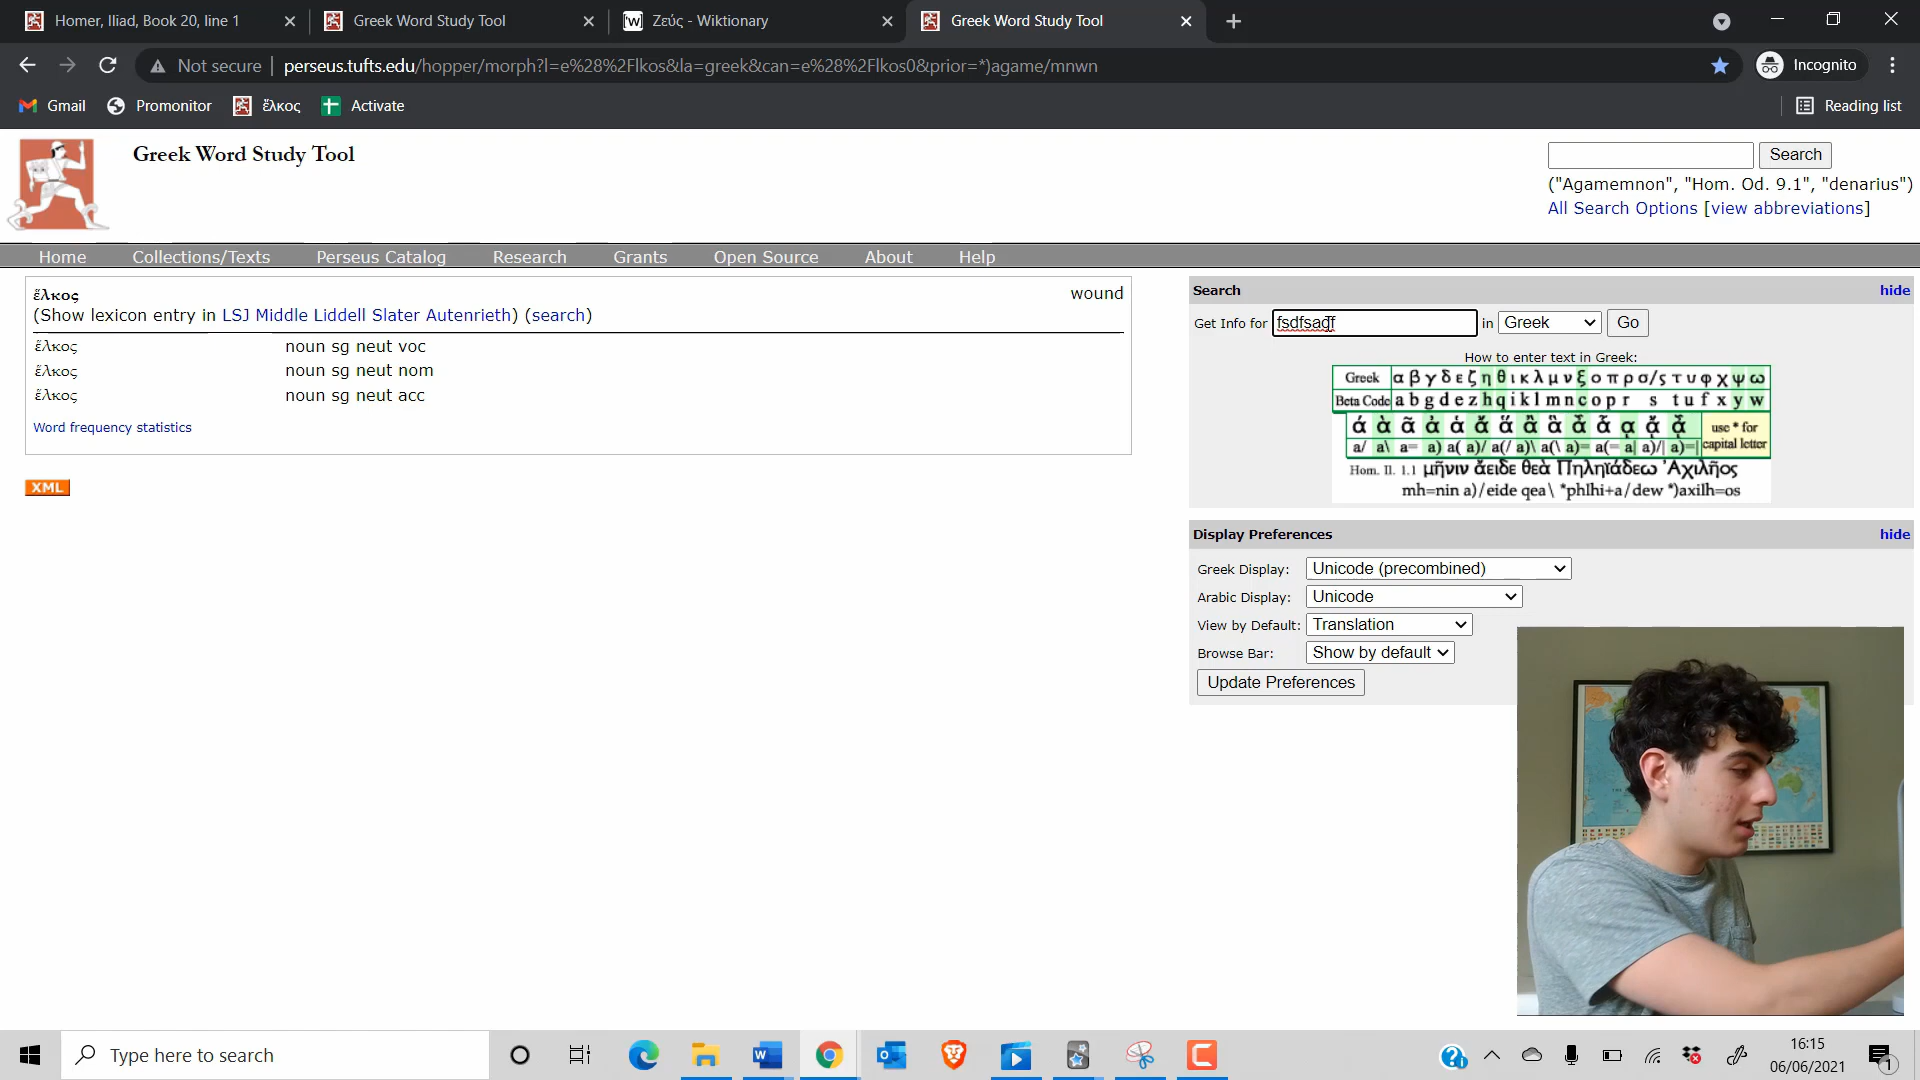 Homer, Iliad, Book 20, line 1
Greek Word Study Tool
Ζεύς - Wiktionary
Greek Word Study Tool
Not secure
perseus.tufts.edu/hopper/morph?l=e%28%2Flkos&la=greek&can=e%28%2Flkos0&prior=*)agame/mnwn
Incognito
Gmail
Promonitor
ἕλκος
Activate
Reading list
Greek Word Study Tool
Search
("Agamemnon", "Hom. Od. 9.1", "denarius")
All Search Options [view abbreviations]
Home Collections/Texts Perseus Catalog Research Grants Open Source About Help
ἕλκος wound
(Show lexicon entry in LSJ Middle Liddell Slater Autenrieth) (search)
ἕλκος noun sg neut voc
ἕλκος noun sg neut nom
ἕλκος noun sg neut acc
Word frequency statistics
XML
Search hide
Get Info for fsdfsadf in Greek Go
How to enter text in Greek:
Greek α β γ δ ε ζ η θ ι κ λ μ ν ξ ο π ρ σ/ς τ υ φ χ ψ ω
Beta Code a b g d e z h q i k l m n c o p r s t u f x y w
ά ὰ ᾶ ἀ ἁ ἄ ἅ ἂ ἃ ἆ ἇ ᾳ ᾄ ᾆ use * for
a/ a\ a= a) a( a)/ a(/ a)\ a(\ a)= a(= a| a)/| a)=| capital letter
Hom. Il. 1.1 μῆνιν ἄειδε θεὰ Πηληϊάδεω Ἀχιλῆος
mh=nin a)/eide qea\ *phlhi+a/dew *)axilh=os
Display Preferences hide
Greek Display: Unicode (precombined)
Arabic Display: Unicode
View by Default: Translation
Browse Bar: Show by default
Update Preferences
Type here to search
16:15
06/06/2021
1